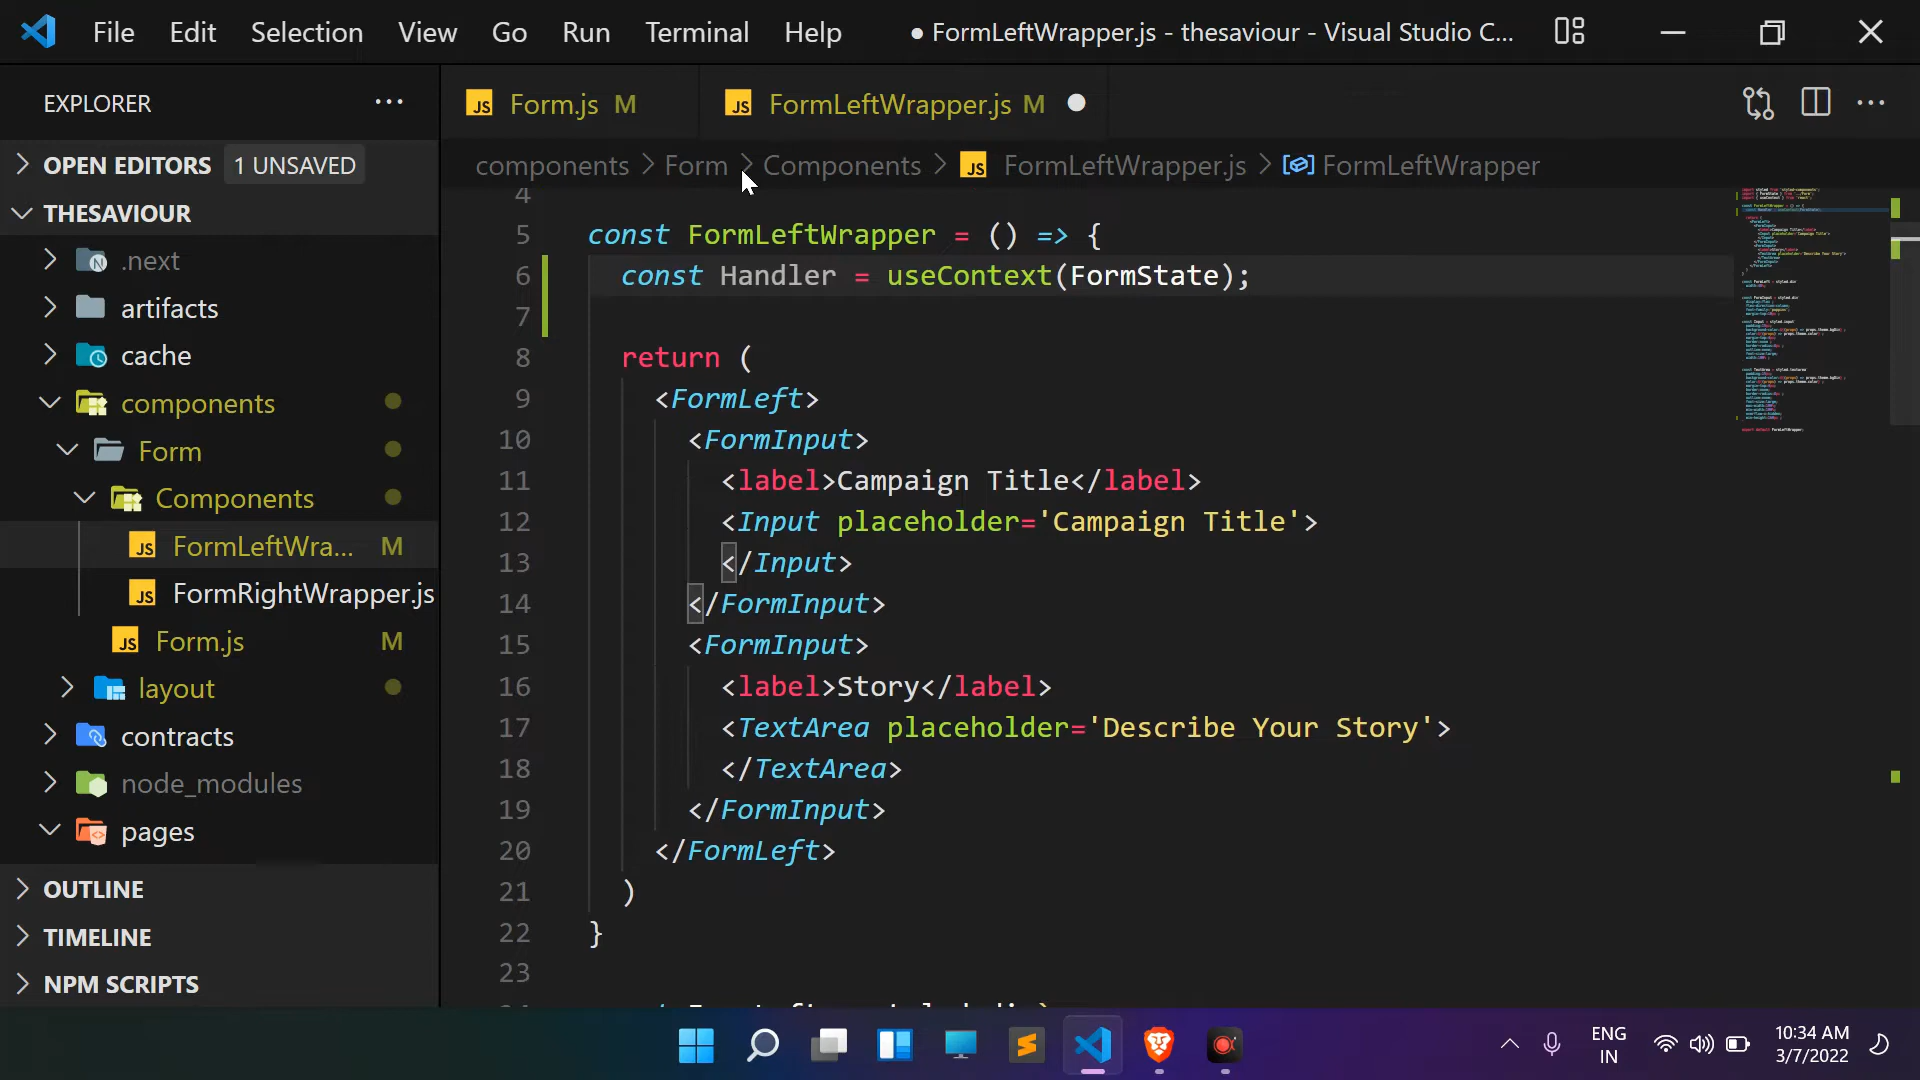 File Edit Selection View Go Run Terminal Help ● FormLeftWrapper.js - thesaviour - Visual Studio C...
EXPLORER ...
OPEN EDITORS 1 UNSAVED
THESAVIOUR
.next
artifacts
cache
components
Form
Components
FormLeftWra... M
FormRightWrapper.js
Form.js M
layout
contracts
node_modules
pages
OUTLINE
TIMELINE
NPM SCRIPTS
JS Form.js M JS FormLeftWrapper.js M ●
components > Form > Components > JS FormLeftWrapper.js > FormLeftWrapper
4
5 const FormLeftWrapper = () => {
6 const Handler = useContext(FormState);
7
8 return (
9 <FormLeft>
10 <FormInput>
11 <label>Campaign Title</label>
12 <Input placeholder='Campaign Title'>
13 </Input>
14 </FormInput>
15 <FormInput>
16 <label>Story</label>
17 <TextArea placeholder='Describe Your Story'>
18 </TextArea>
19 </FormInput>
20 </FormLeft>
21 )
22 }
23
ENG
IN
10:34 AM
3/7/2022